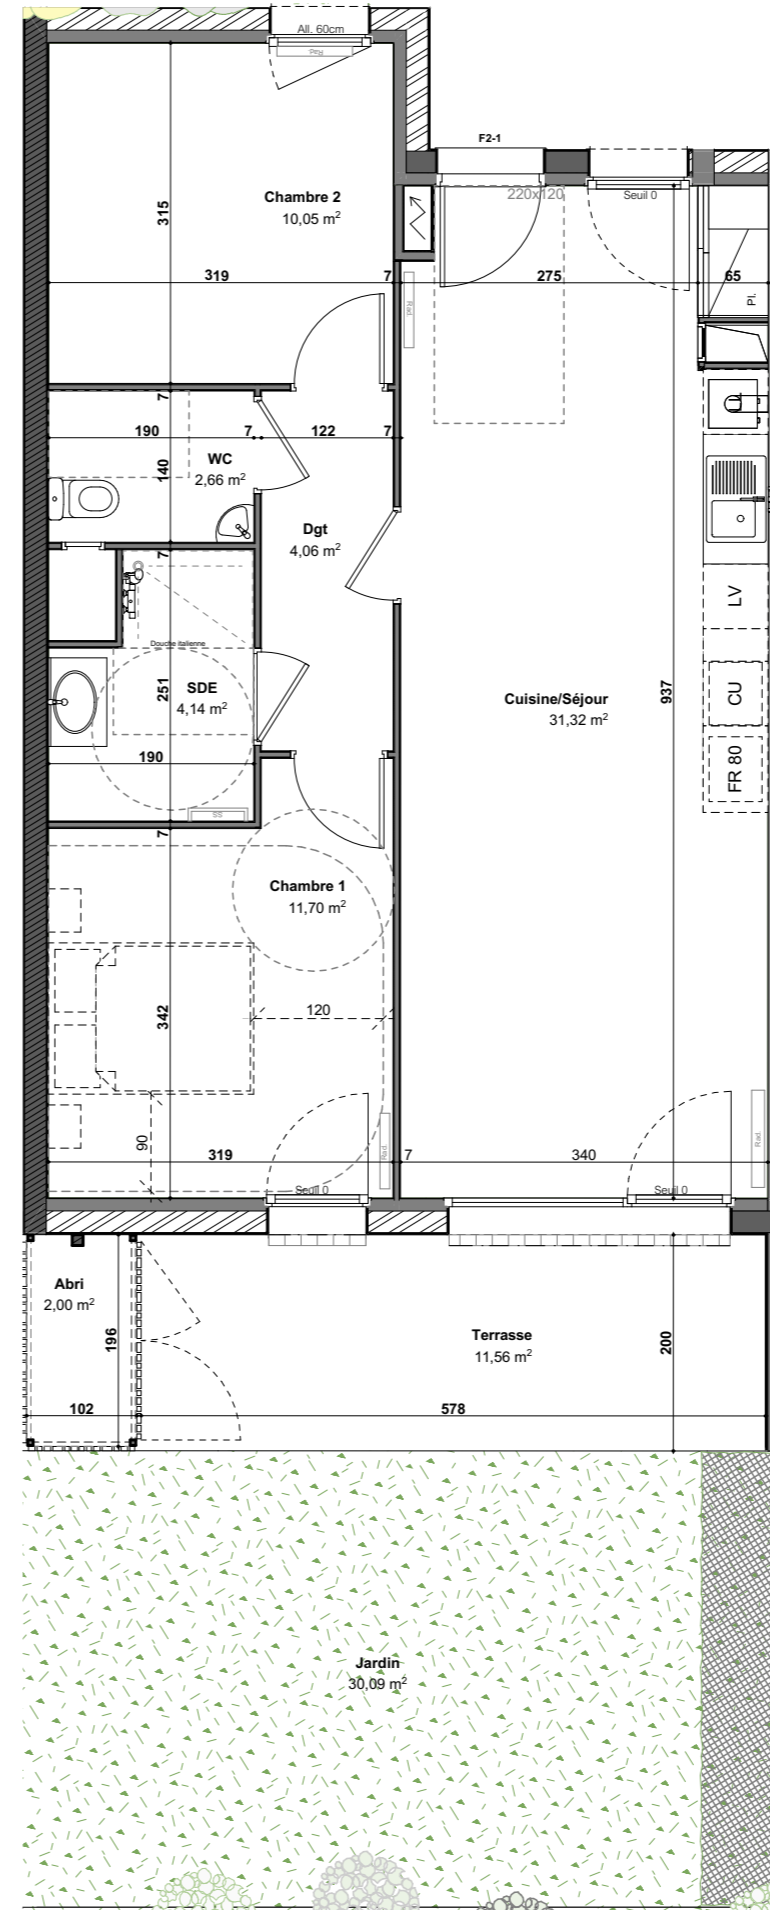 All. 60cm
Rad.
F2-1
Chambre 2
10,05 m²
220x120
Seuil 0
315
319
7
275
65
Rad.
Pl.
7
190
7
122
7
WC
2,66 m²
140
Dgt
4,06 m²
7
LV
Douche italienne
SDE
4,14 m²
251
Cuisine/Séjour
31,32 m²
937
CU
190
FR 80
SS
7
Chambre 1
11,70 m²
342
120
90
Rad.
Rad.
319
7
340
Seuil 0
Seuil 0
Abri
2,00 m²
196
Terrasse
11,56 m²
200
102
578
Jardin
30,09 m²